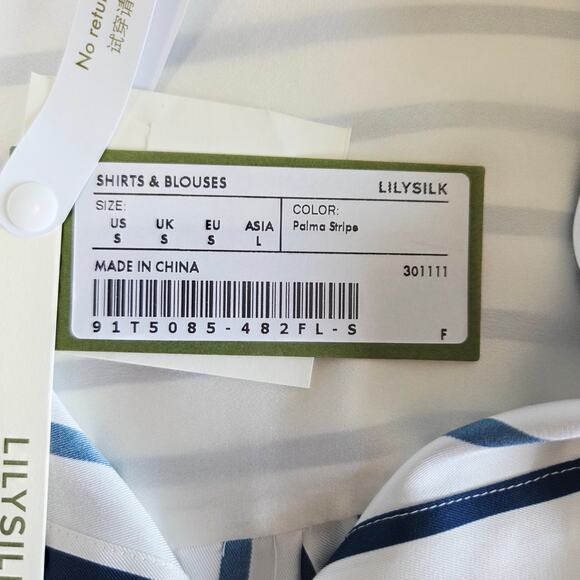 No retu
试穿请
SHIRTS & BLOUSES LILYSILK
SIZE: COLOR:
US UK EU ASIA Palma Stripe
S S S L
MADE IN CHINA 301111
91T5085-482FL-S F
LILYSILK